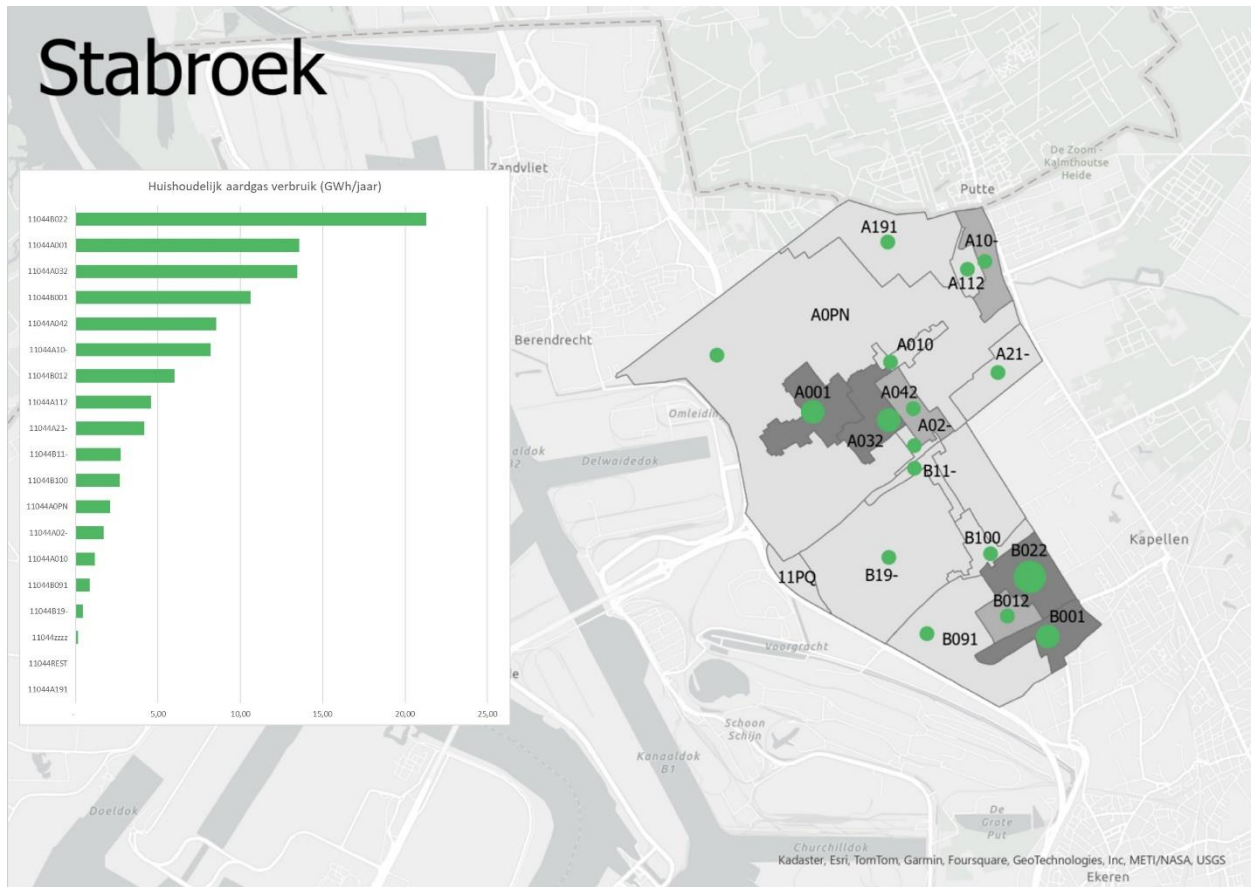 Stabroek
Zandvliet
De Zoom -
Kalmthoutse
Heide
Putte
Huishoudelijk aardgas verbruik (GWh/jaar)
11044B022
11044A001
11044A032
11044B001
11044A042
11044A10-
11044B012
11044A112
11044A21-
11044B11-
11044B100
11044A0PN
11044A02-
11044A010
11044B091
11044B19-
11044zzzz
11044REST
11044A191
-
5,00
10,00
15,00
20,00
25,00
A191
A10-
A112
A0PN
Berendrecht
A010
A21-
A001
A042
Omleiding
A02-
A032
Delwaidedok
B11-
B100
Kapellen
B022
11PQ
B19-
B012
B001
B091
Voorgracht
Schoon
Schijn
Kanaaldok
B1
Doeldok
De
Grote
Put
Churchilldok
Kadaster, Esri, TomTom, Garmin, Foursquare, GeoTechnologies, Inc, METI/NASA, USGS
Ekeren